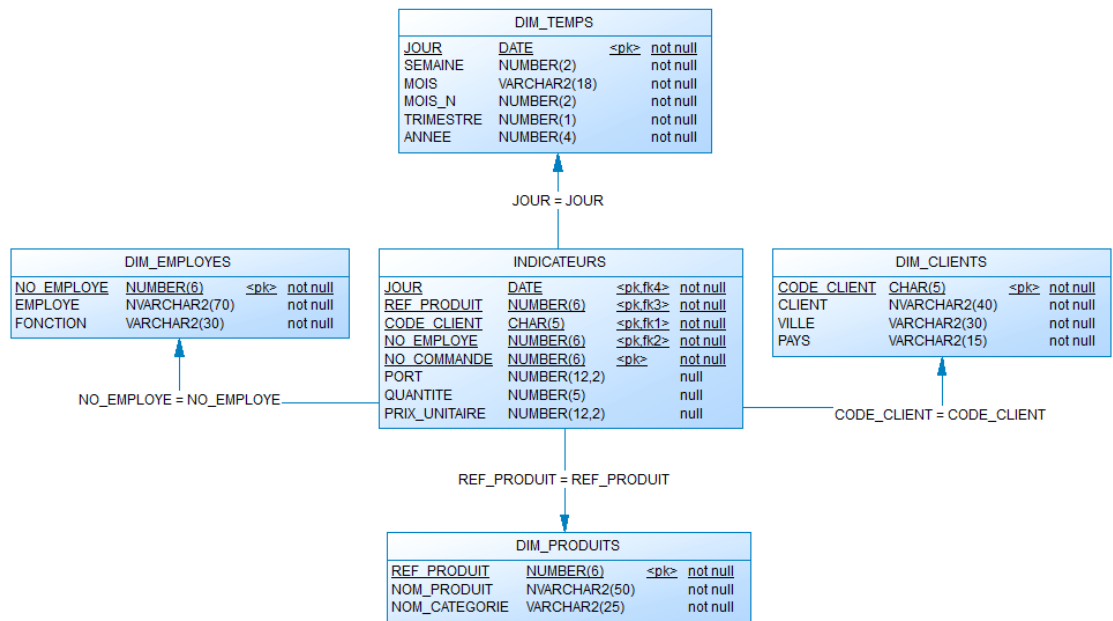 DIM_TEMPS
JOUR DATE <pk> not null
SEMAINE NUMBER(2) not null
MOIS VARCHAR2(18) not null
MOIS_N NUMBER(2) not null
TRIMESTRE NUMBER(1) not null
ANNEE NUMBER(4) not null
JOUR = JOUR
DIM_EMPLOYES
NO_EMPLOYE NUMBER(6) <pk> not null
EMPLOYE NVARCHAR2(70) not null
FONCTION VARCHAR2(30) not null
INDICATEURS
JOUR DATE <pk,fk4> not null
REF_PRODUIT NUMBER(6) <pk,fk3> not null
CODE_CLIENT CHAR(5) <pk,fk1> not null
NO_EMPLOYE NUMBER(6) <pk,fk2> not null
NO_COMMANDE NUMBER(6) <pk> not null
PORT NUMBER(12,2) null
QUANTITE NUMBER(5) null
PRIX_UNITAIRE NUMBER(12,2) null
DIM_CLIENTS
CODE_CLIENT CHAR(5) <pk> not null
CLIENT NVARCHAR2(40) not null
VILLE VARCHAR2(30) not null
PAYS VARCHAR2(15) not null
NO_EMPLOYE = NO_EMPLOYE
CODE_CLIENT = CODE_CLIENT
REF_PRODUIT = REF_PRODUIT
DIM_PRODUITS
REF_PRODUIT NUMBER(6) <pk> not null
NOM_PRODUIT NVARCHAR2(50) not null
NOM_CATEGORIE VARCHAR2(25) not null